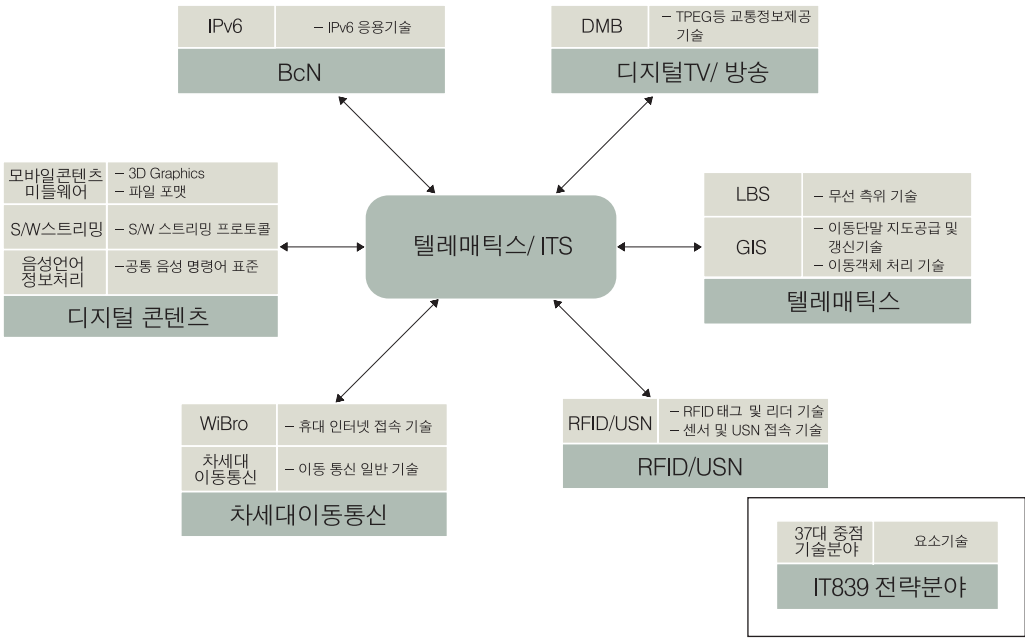 IPv6
– IPv6 응용기술
BcN
DMB
– TPEG등 교통정보제공
기술
디지털TV/ 방송
모바일콘텐츠
미들웨어
– 3D Graphics
– 파일 포맷
S/W스트리밍
– S/W 스트리밍 프로토콜
음성언어
정보처리
–공통 음성 명령어 표준
디지털 콘텐츠
텔레매틱스/ ITS
LBS
– 무선 측위 기술
GIS
– 이동단말 지도공급 및
갱신기술
– 이동객체 처리 기술
텔레매틱스
WiBro
– 휴대 인터넷 접속 기술
차세대
이동통신
– 이동 통신 일반 기술
차세대이동통신
RFID/USN
– RFID 태그 및 리더 기술
– 센서 및 USN 접속 기술
RFID/USN
37대 중점
기술분야
요소기술
IT839 전략분야